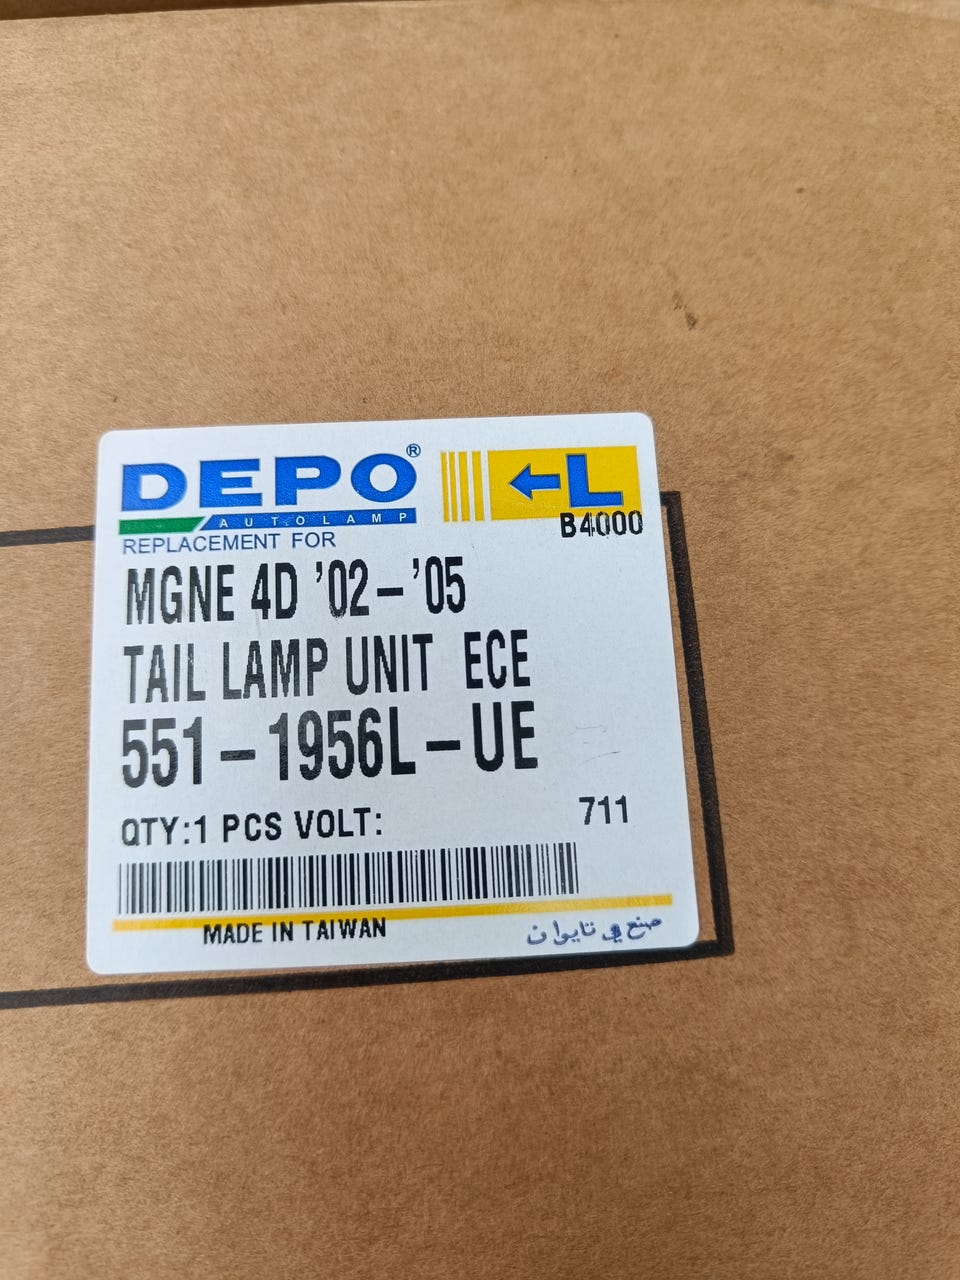 DEPO®
AUTOLAMP
L
B4000
REPLACEMENT FOR
MGNE 4D '02-'05
TAIL LAMP UNIT ECE
551-1956L-UE
QTY:1 PCS VOLT:
711
MADE IN TAIWAN
صنع في تايوان